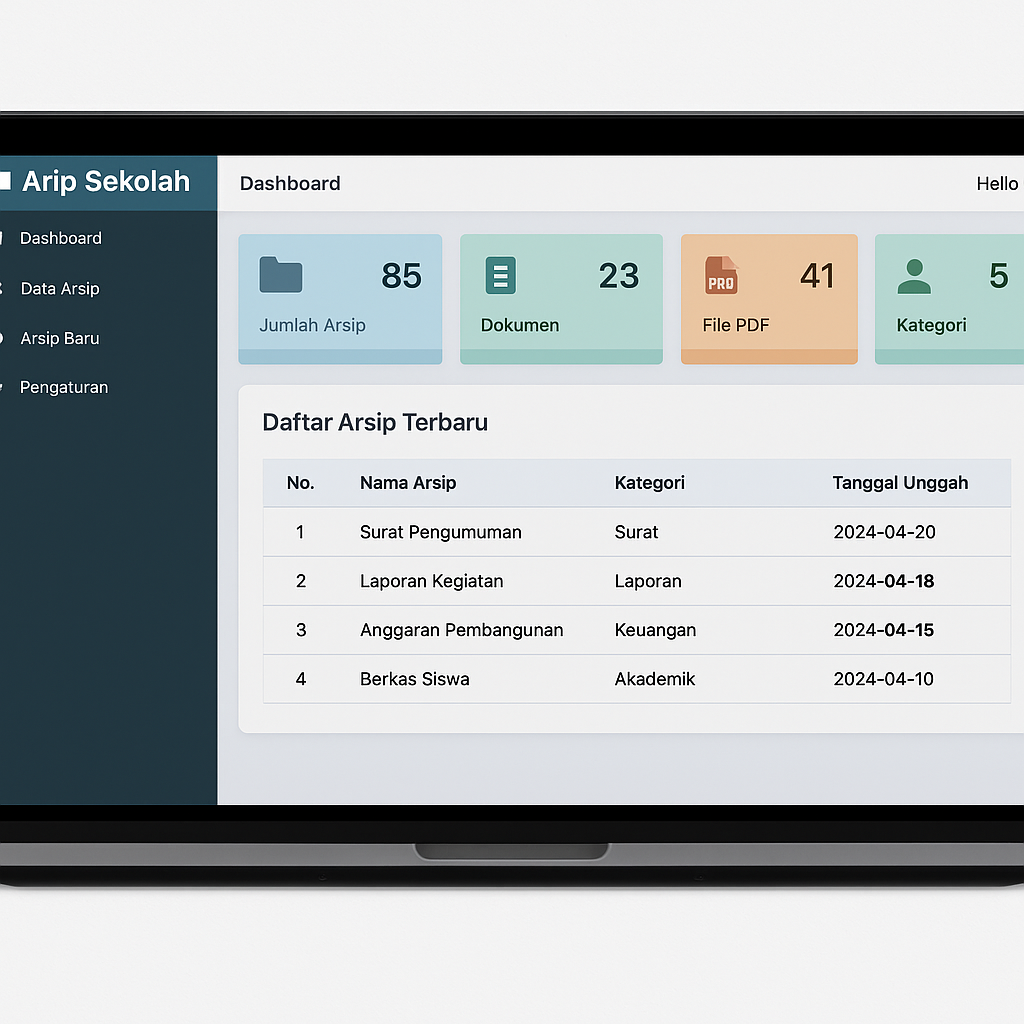 Arip Sekolah
Dashboard
Data Arsip
Arsip Baru
Pengaturan
Dashboard
Hello
85
Jumlah Arsip
23
Dokumen
PRO
41
File PDF
5
Kategori
Daftar Arsip Terbaru
No. Nama Arsip Kategori Tanggal Unggah
1 Surat Pengumuman Surat 2024-04-20
2 Laporan Kegiatan Laporan 2024-04-18
3 Anggaran Pembangunan Keuangan 2024-04-15
4 Berkas Siswa Akademik 2024-04-10